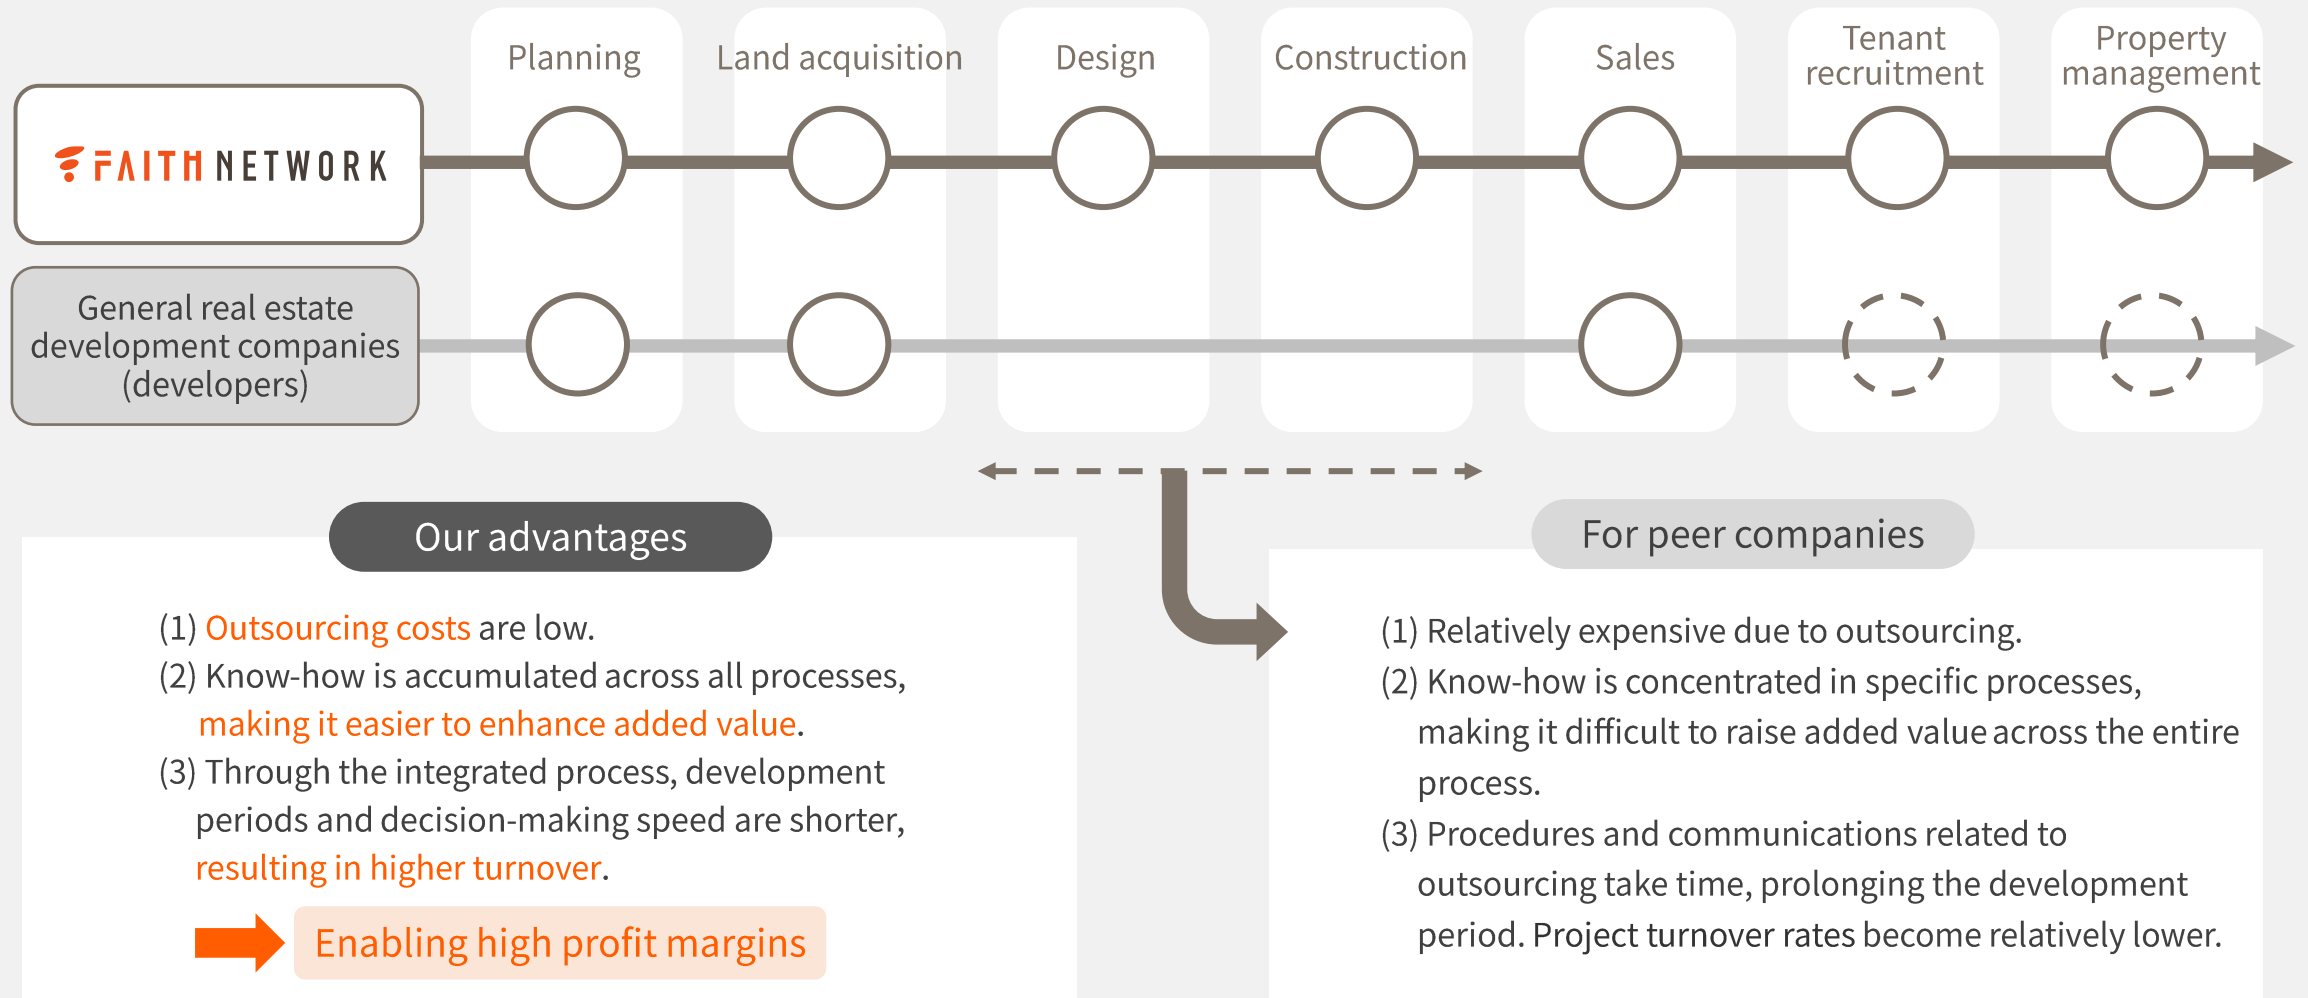 Planning
Land acquisition
Design
Construction
Sales
Tenant
recruitment
Property
management
FAITH NETWORK
General real estate
development companies
(developers)
Our advantages
(1) Outsourcing costs are low.
(2) Know-how is accumulated across all processes,
making it easier to enhance added value.
(3) Through the integrated process, development
periods and decision-making speed are shorter,
resulting in higher turnover.
Enabling high profit margins
For peer companies
(1) Relatively expensive due to outsourcing.
(2) Know-how is concentrated in specific processes,
making it difficult to raise added value across the entire
process.
(3) Procedures and communications related to
outsourcing take time, prolonging the development
period. Project turnover rates become relatively lower.